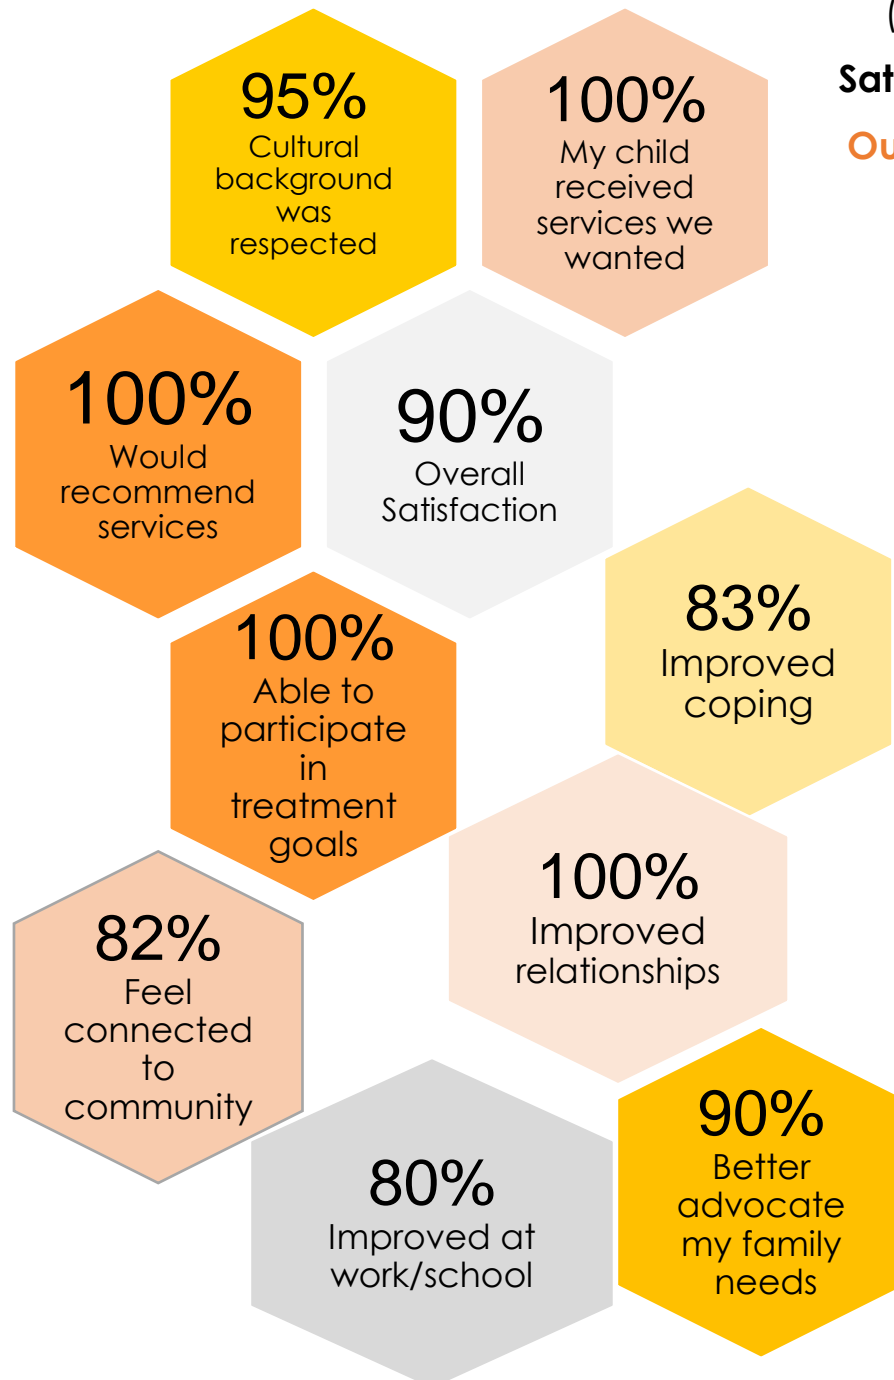 95%
Cultural
background
was
respected
100%
My child
received
services we
wanted
100%
Would
recommend
services
90%
Overall
Satisfaction
83%
Improved
coping
100%
Able to
participate
in
treatment
goals
100%
Improved
relationships
82%
Feel
connected
to
community
80%
Improved at
work/school
90%
Better
advocate
my family
needs